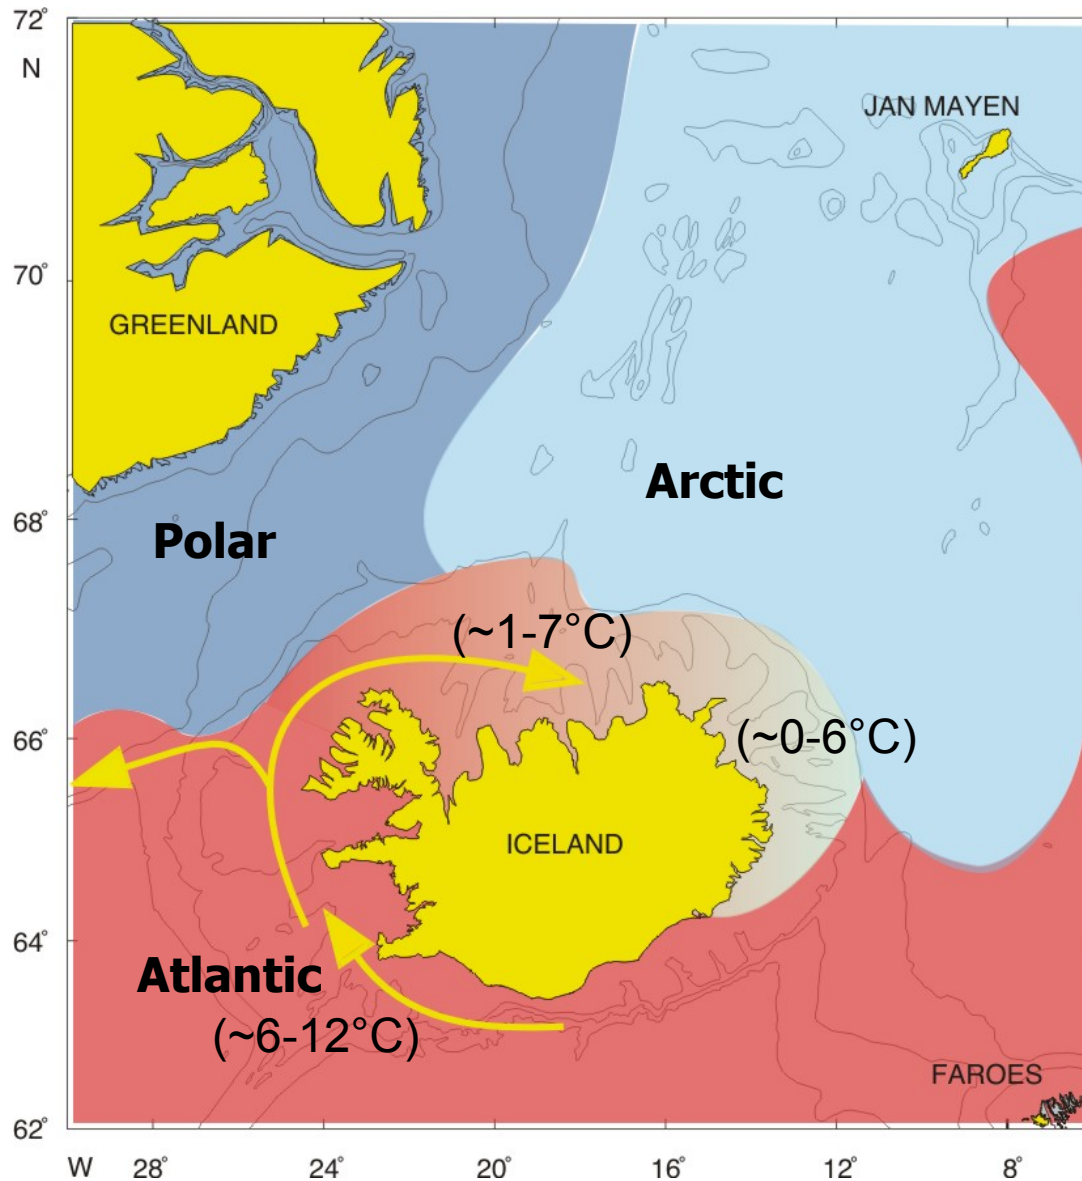 72°
N
JAN MAYEN
70°
GREENLAND
Arctic
68°
Polar
(~1-7°C)
66°
(~0-6°C)
ICELAND
64°
Atlantic
(~6-12°C)
FAROES
62°
W 28° 24° 20° 16° 12° 8°